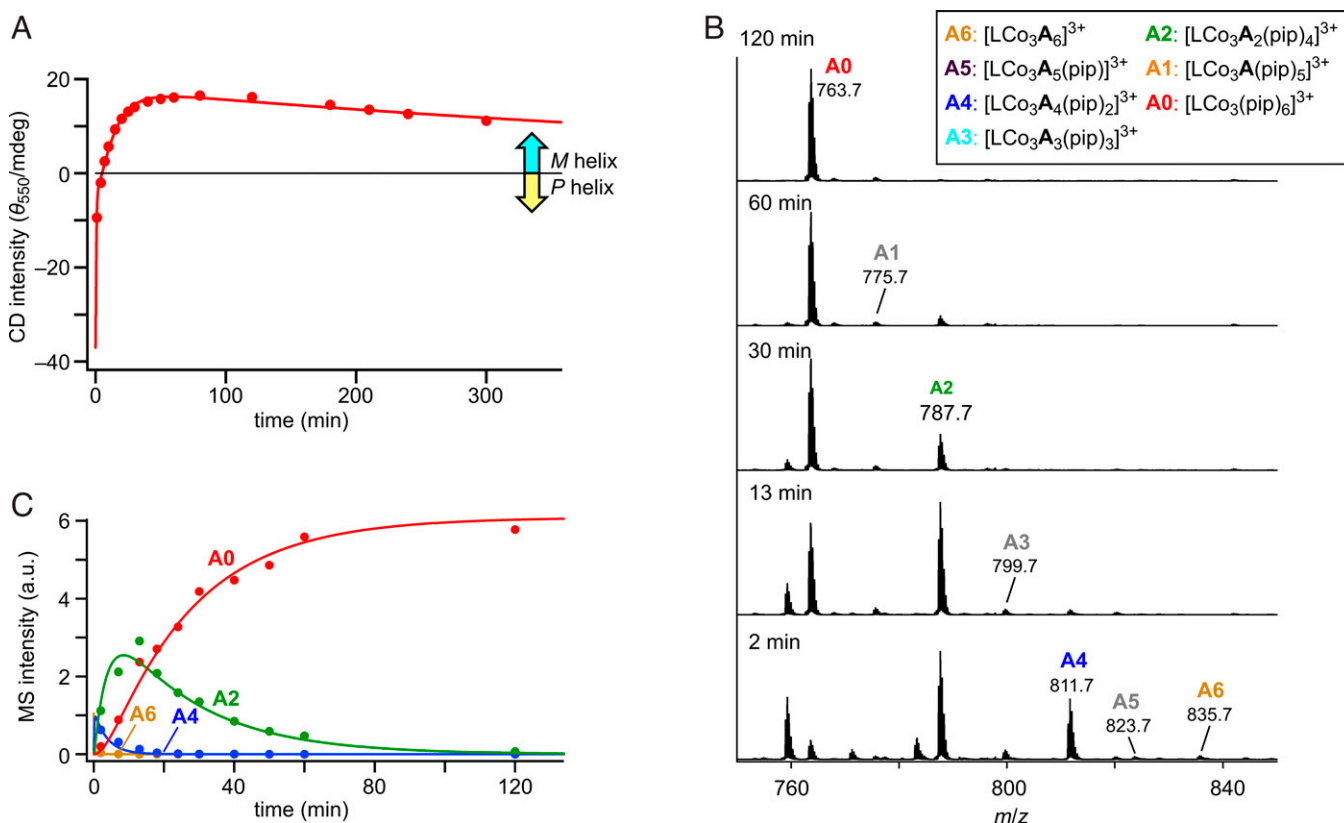 A
CD intensity (θ550/mdeg)
20
0
–20
–40
M helix
P helix
0
100
200
300
time (min)
B
A6: [LCo3A6]3+
A2: [LCo3A2(pip)4]3+
A5: [LCo3A5(pip)]3+
A1: [LCo3A(pip)5]3+
A4: [LCo3A4(pip)2]3+
A0: [LCo3(pip)6]3+
A3: [LCo3A3(pip)3]3+
120 min
A0
763.7
60 min
A1
775.7
30 min
A2
787.7
13 min
A3
799.7
2 min
A4
811.7
A5
823.7
A6
835.7
760
800
840
m/z
C
MS intensity (a.u.)
6
4
2
0
A0
A2
A6
A4
0
40
80
120
time (min)